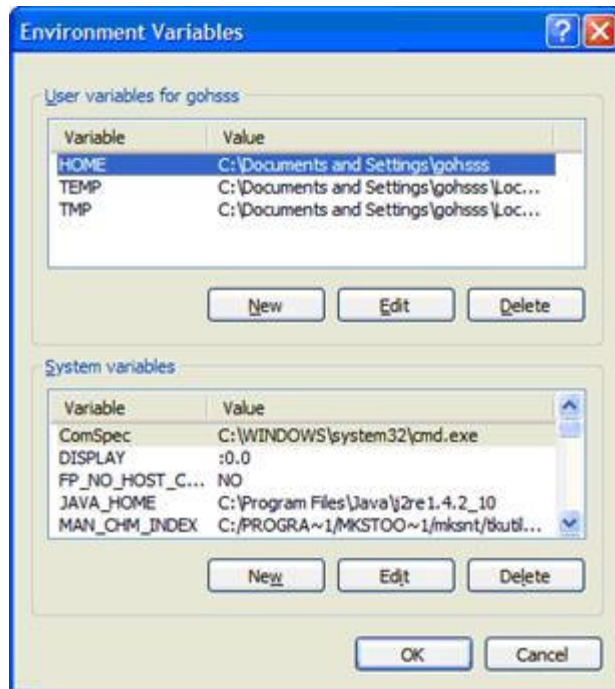 Environment Variables
User variables for gohsss
Variable Value
HOME C:\Documents and Settings\gohsss
TEMP C:\Documents and Settings\gohsss\Loc...
TMP C:\Documents and Settings\gohsss\Loc...
New Edit Delete
System variables
Variable Value
ComSpec C:\WINDOWS\system32\cmd.exe
DISPLAY :0.0
FP_NO_HOST_C... NO
JAVA_HOME C:\Program Files\Java\j2re1.4.2_10
MAN_CHM_INDEX C:/PROGRA~1/MKSTOO~1/mksnt/tkutil...
New Edit Delete
OK Cancel